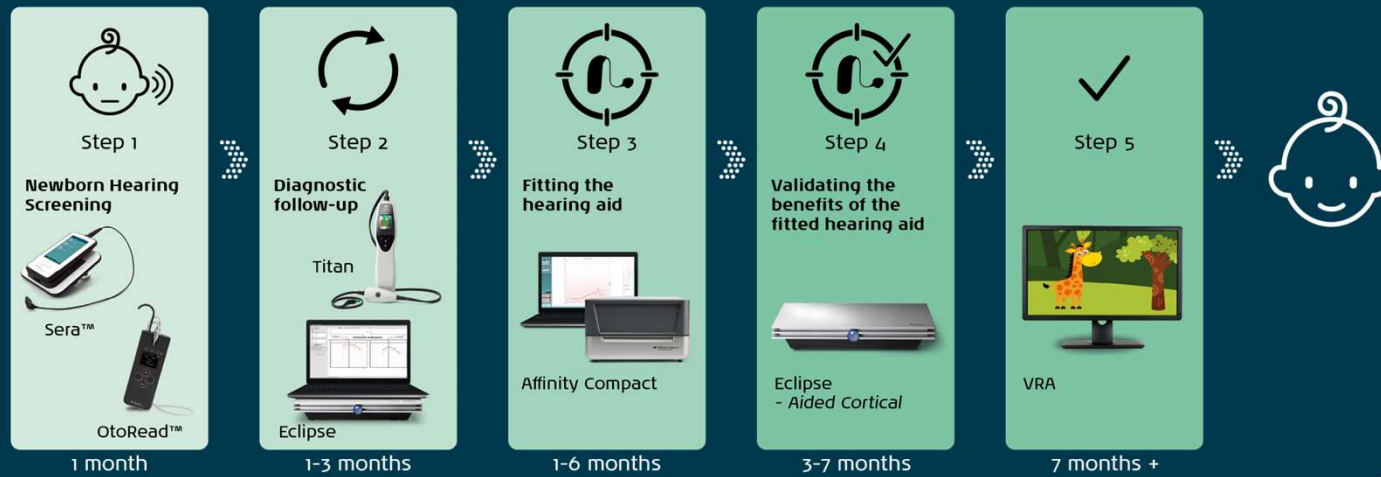 Step 1
Newborn Hearing
Screening
Sera™
OtoRead™
1 month
Step 2
Diagnostic
follow-up
Titan
Eclipse
1-3 months
Step 3
Fitting the
hearing aid
Affinity Compact
1-6 months
Step 4
Validating the
benefits of the
fitted hearing aid
Eclipse
- Aided Cortical
3-7 months
Step 5
VRA
7 months +